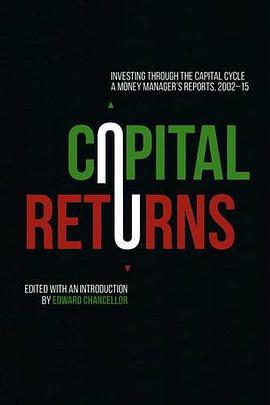 INVESTING THROUGH THE CAPITAL CYCLE
A MONEY MANAGER'S REPORTS, 2002–15
CAPITAL
RETURNS
EDITED WITH AN INTRODUCTION
BY EDWARD CHANCELLOR